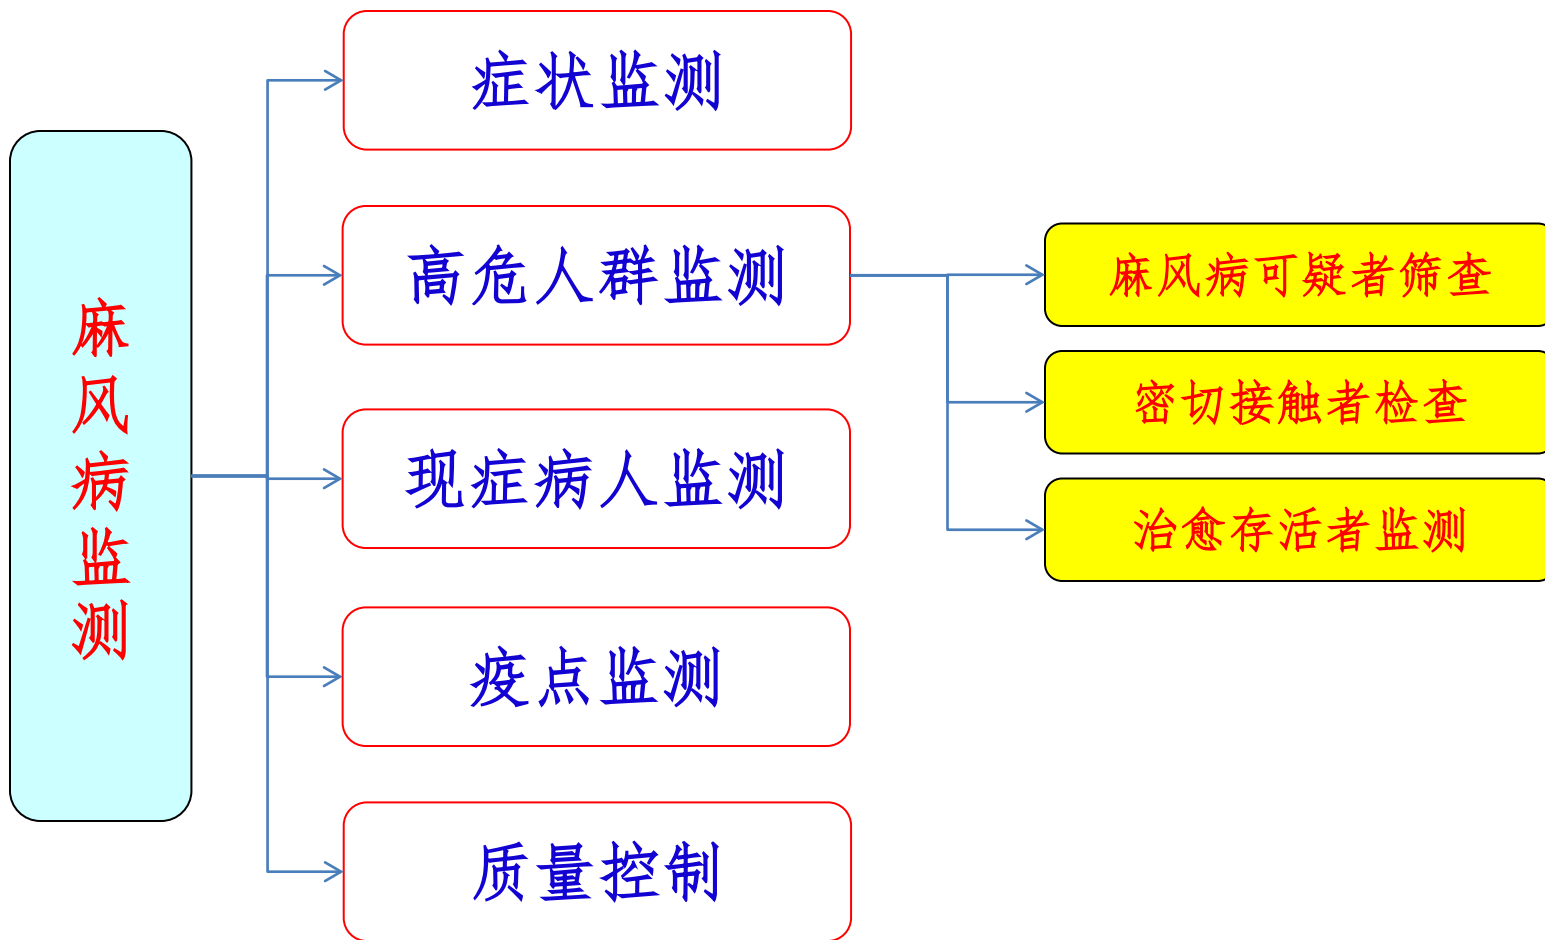 麻风病监测
症状监测
高危人群监测
现症病人监测
疫点监测
质量控制
麻风病可疑者筛查
密切接触者检查
治愈存活者监测